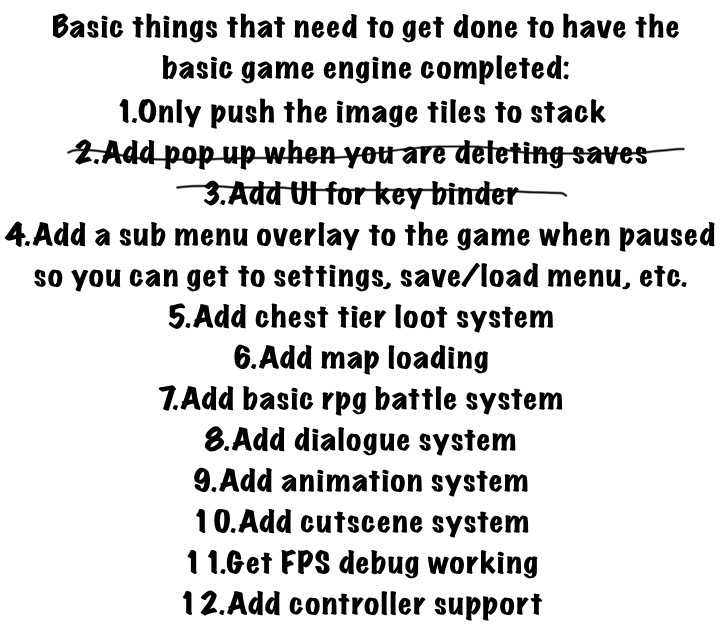 Basic things that need to get done to have the
basic game engine completed:
1.Only push the image tiles to stack
2.Add pop up when you are deleting saves
3.Add UI for key binder
4.Add a sub menu overlay to the game when paused
so you can get to settings, save/load menu, etc.
5.Add chest tier loot system
6.Add map loading
7.Add basic rpg battle system
8.Add dialogue system
9.Add animation system
10.Add cutscene system
11.Get FPS debug working
12.Add controller support